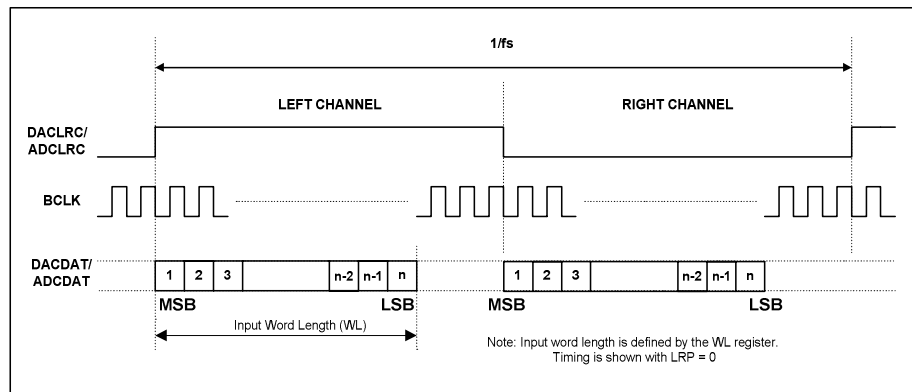 1/fs
LEFT CHANNEL
RIGHT CHANNEL
DACLRC/
ADCLRC
BCLK
DACDAT/
ADCDAT
1 2 3 n-2 n-1 n
1 2 3 n-2 n-1 n
MSB
LSB
MSB
LSB
Input Word Length (WL)
Note: Input word length is defined by the WL register.
Timing is shown with LRP = 0